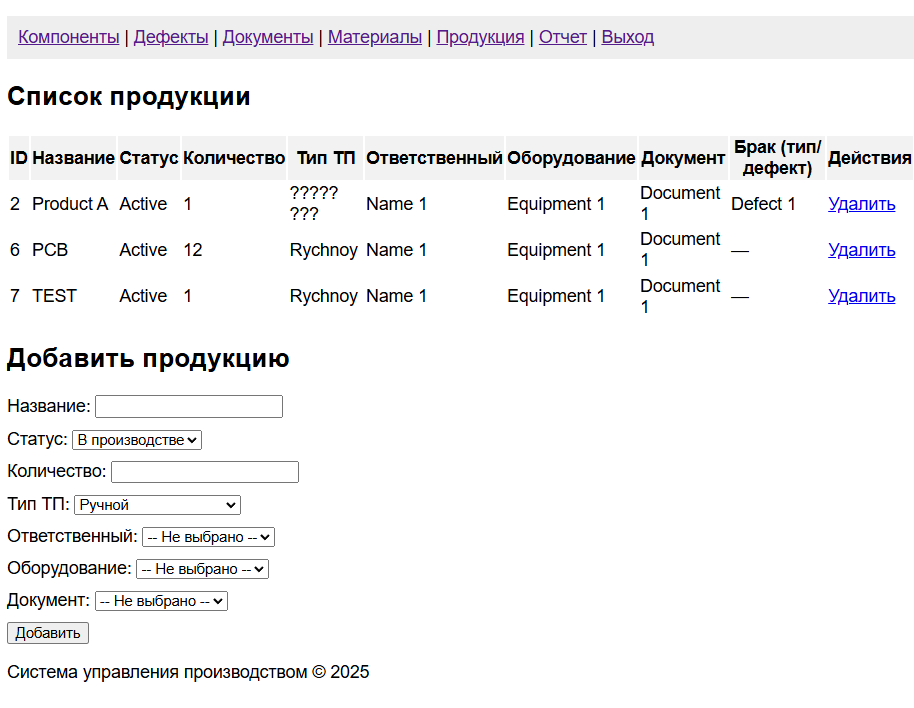 Компоненты | Дефекты | Документы | Материалы | Продукция | Отчет | Выход
Список продукции
ID Название Статус Количество Тип ТП Ответственный Оборудование Документ Брак (тип/ дефект) Действия
2 Product A Active 1 ????? ??? Name 1 Equipment 1 Document 1 Defect 1 Удалить
6 PCB Active 12 Rychnoy Name 1 Equipment 1 Document 1 — Удалить
7 TEST Active 1 Rychnoy Name 1 Equipment 1 Document 1 — Удалить
Добавить продукцию
Название:
Статус: В производстве
Количество:
Тип ТП: Ручной
Ответственный: -- Не выбрано --
Оборудование: -- Не выбрано --
Документ: -- Не выбрано --
Добавить
Система управления производством © 2025